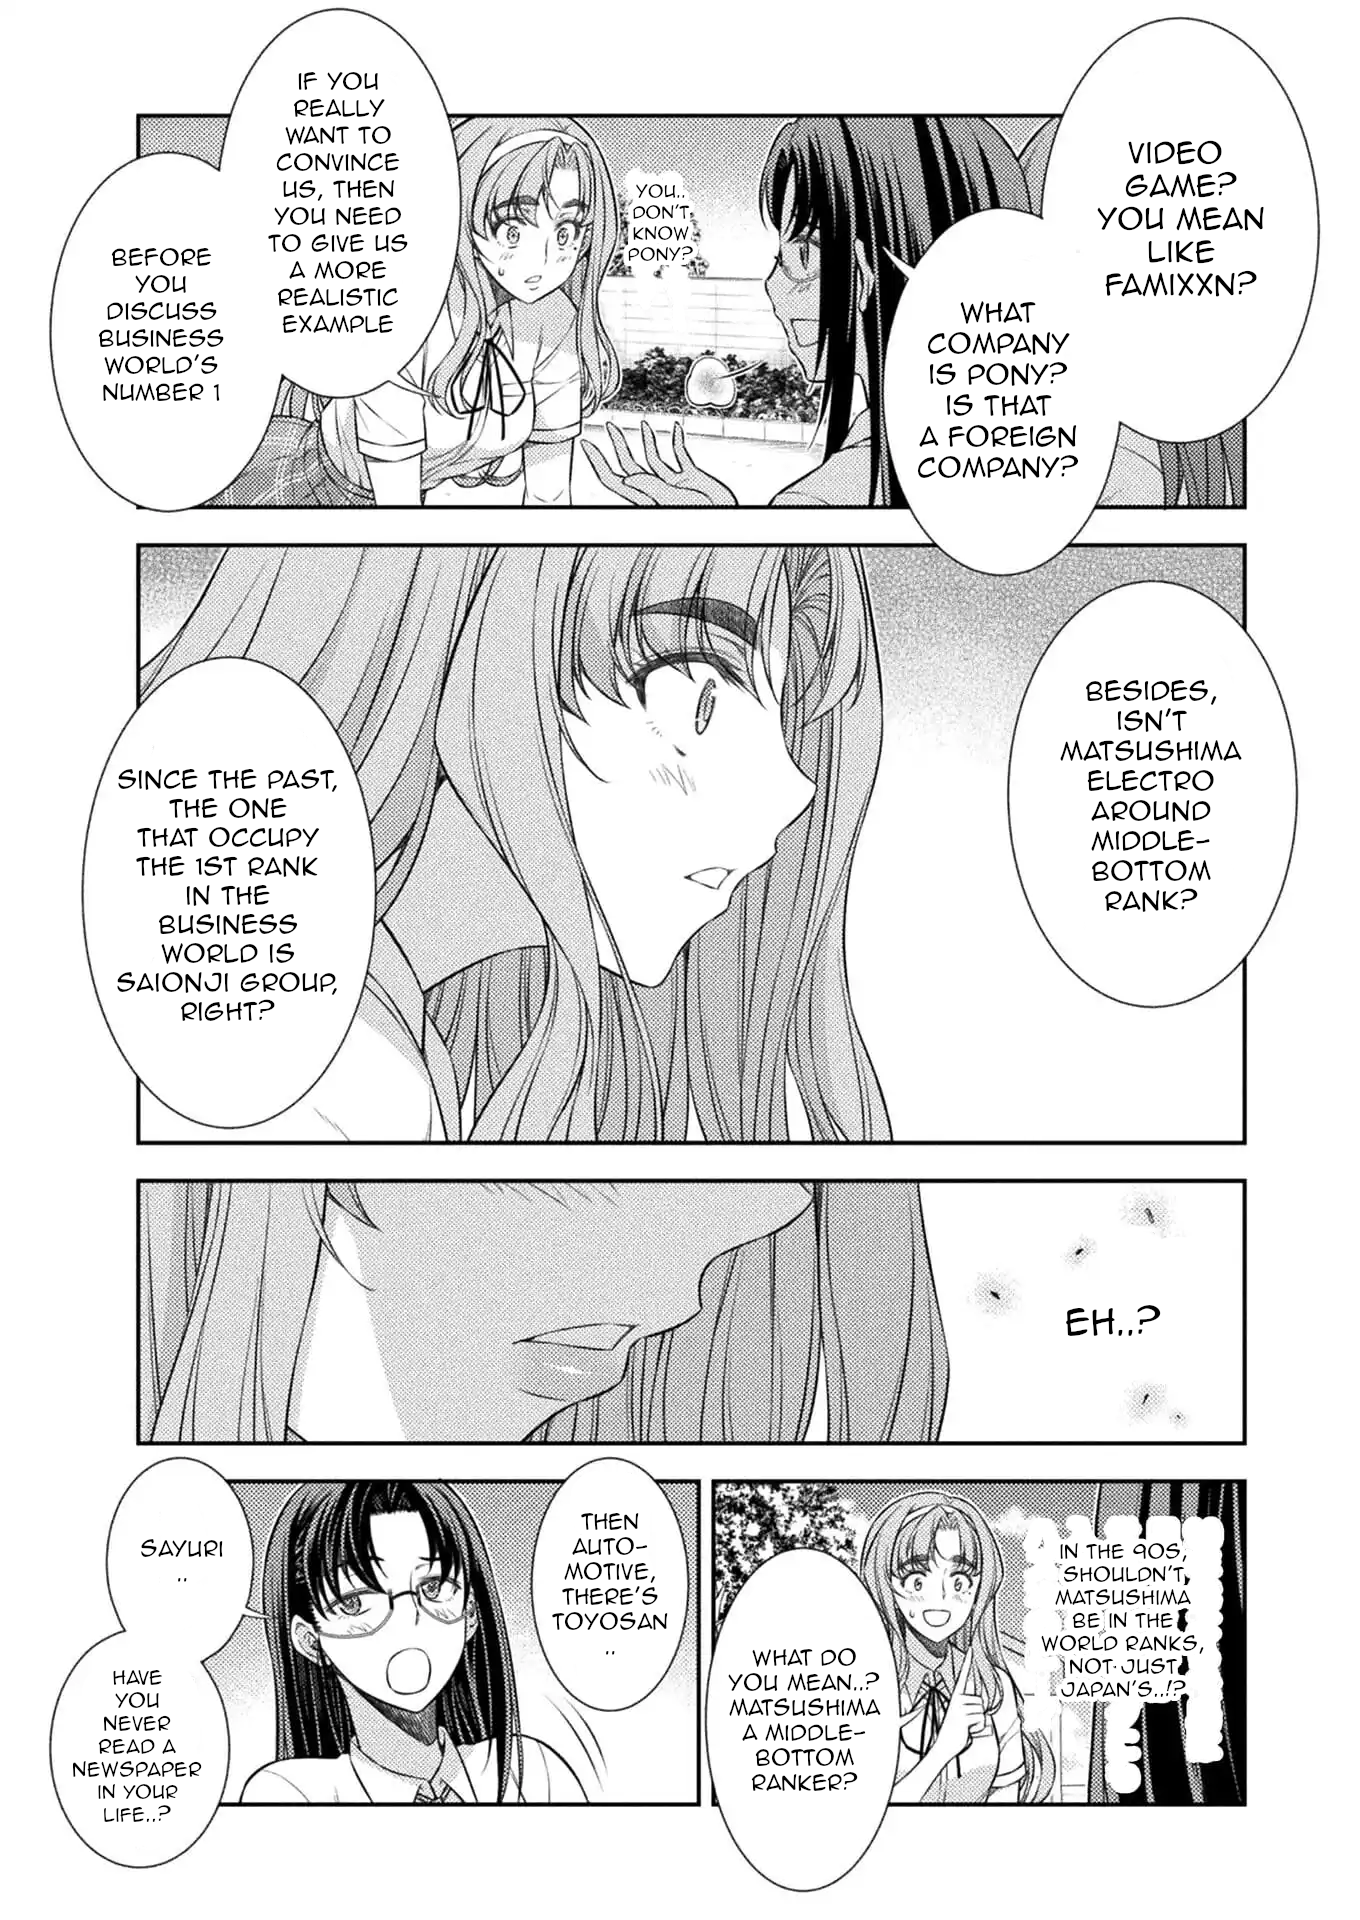 VIDEO
GAME?
YOU MEAN
LIKE
FAMIXXN?
WHAT
COMPANY
IS PONY?
IS THAT
A FOREIGN
COMPANY?
YOU..
DON'T
KNOW
PONY?
IF YOU
REALLY
WANT TO
CONVINCE
US, THEN
YOU NEED
TO GIVE US
A MORE
REALISTIC
EXAMPLE
BEFORE
YOU
DISCUSS
BUSINESS
WORLD'S
NUMBER 1
BESIDES,
ISN'T
MATSUSHIMA
ELECTRO
AROUND
MIDDLE-
BOTTOM
RANK?
SINCE THE PAST,
THE ONE
THAT OCCUPY
THE 1ST RANK
IN THE
BUSINESS
WORLD IS
SAIONJI GROUP,
RIGHT?
EH..?
IN THE 90S,
SHOULDN'T
MATSUSHIMA
BE IN THE
WORLD RANKS,
NOT JUST
JAPAN'S..!?
WHAT DO
YOU MEAN..?
MATSUSHIMA
A MIDDLE-
BOTTOM
RANKER?
THEN
AUTO-
MOTIVE,
THERE'S
TOYOSAN
..
SAYURI
..
HAVE
YOU
NEVER
READ A
NEWSPAPER
IN YOUR
LIFE..?